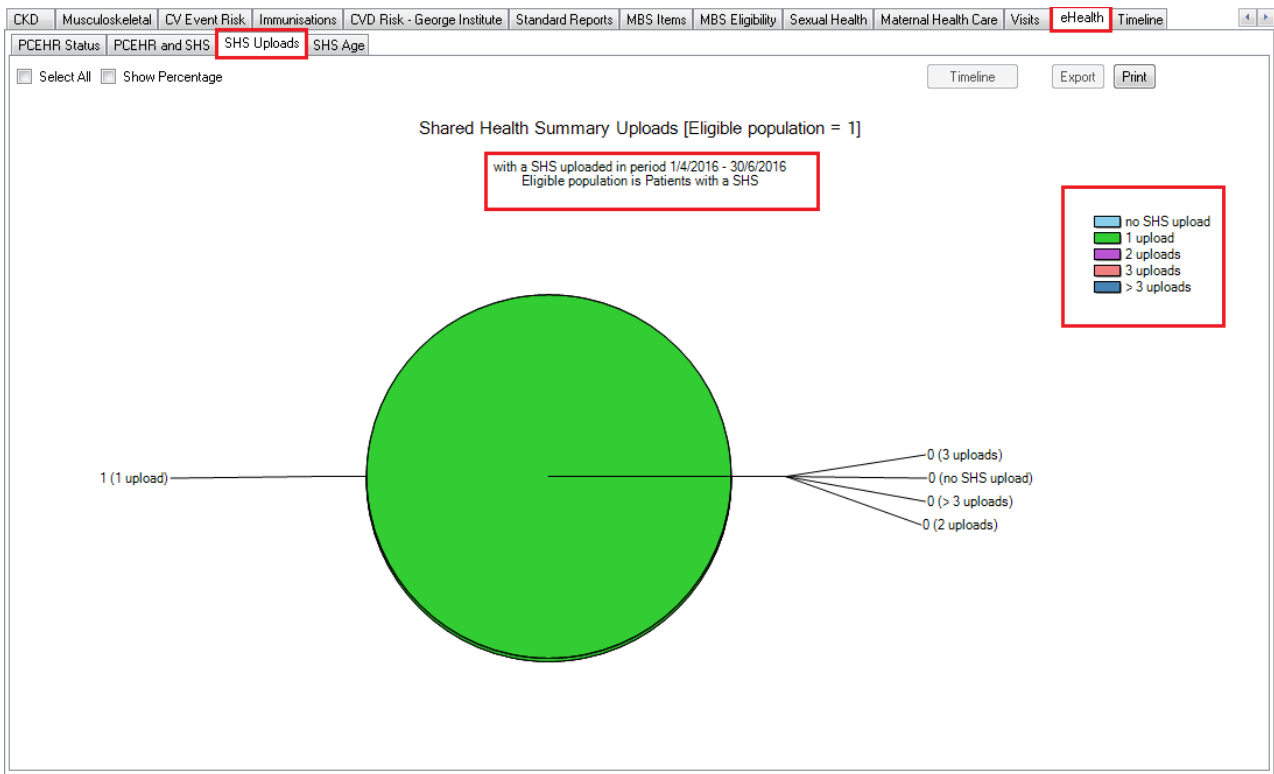 CKD Musculoskeletal CV Event Risk Immunisations CVD Risk - George Institute Standard Reports MBS Items MBS Eligibility Sexual Health Maternal Health Care Visits eHealth Timeline
PCEHR Status PCEHR and SHS SHS Uploads SHS Age
Select All Show Percentage Timeline Export Print
Shared Health Summary Uploads [Eligible population = 1]
with a SHS uploaded in period 1/4/2016 - 30/6/2016
Eligible population is Patients with a SHS
no SHS upload
1 upload
2 uploads
3 uploads
> 3 uploads
1 (1 upload)
0 (3 uploads)
0 (no SHS upload)
0 (> 3 uploads)
0 (2 uploads)